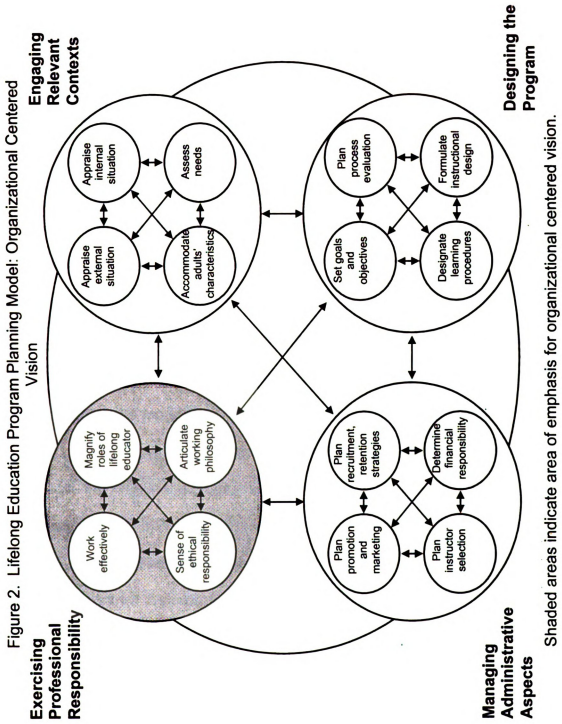 Figure 2. Lifelong Education Program Planning Model: Organizational Centered
Vision
Exercising
Professional
Responsibility
Engaging
Relevant
Contexts
Work
effectively
Magnify
roles of
lifelong
educator
Sense of
ethical
responsibility
Articulate
working
philosophy
Appraise
external
situation
Appraise
internal
situation
Accommodate
adults'
characteristics
Assess
needs
Plan
promotion
and
marketing
Plan
recruitment,
retention
strategies
Plan
instructor
selection
Determine
financial
responsibility
Set goals
and
objectives
Plan
process
evaluation
Designate
learning
procedures
Formulate
instructional
design
Managing
Administrative
Aspects
Designing the
Program
Shaded areas indicate area of emphasis for organizational centered vision.